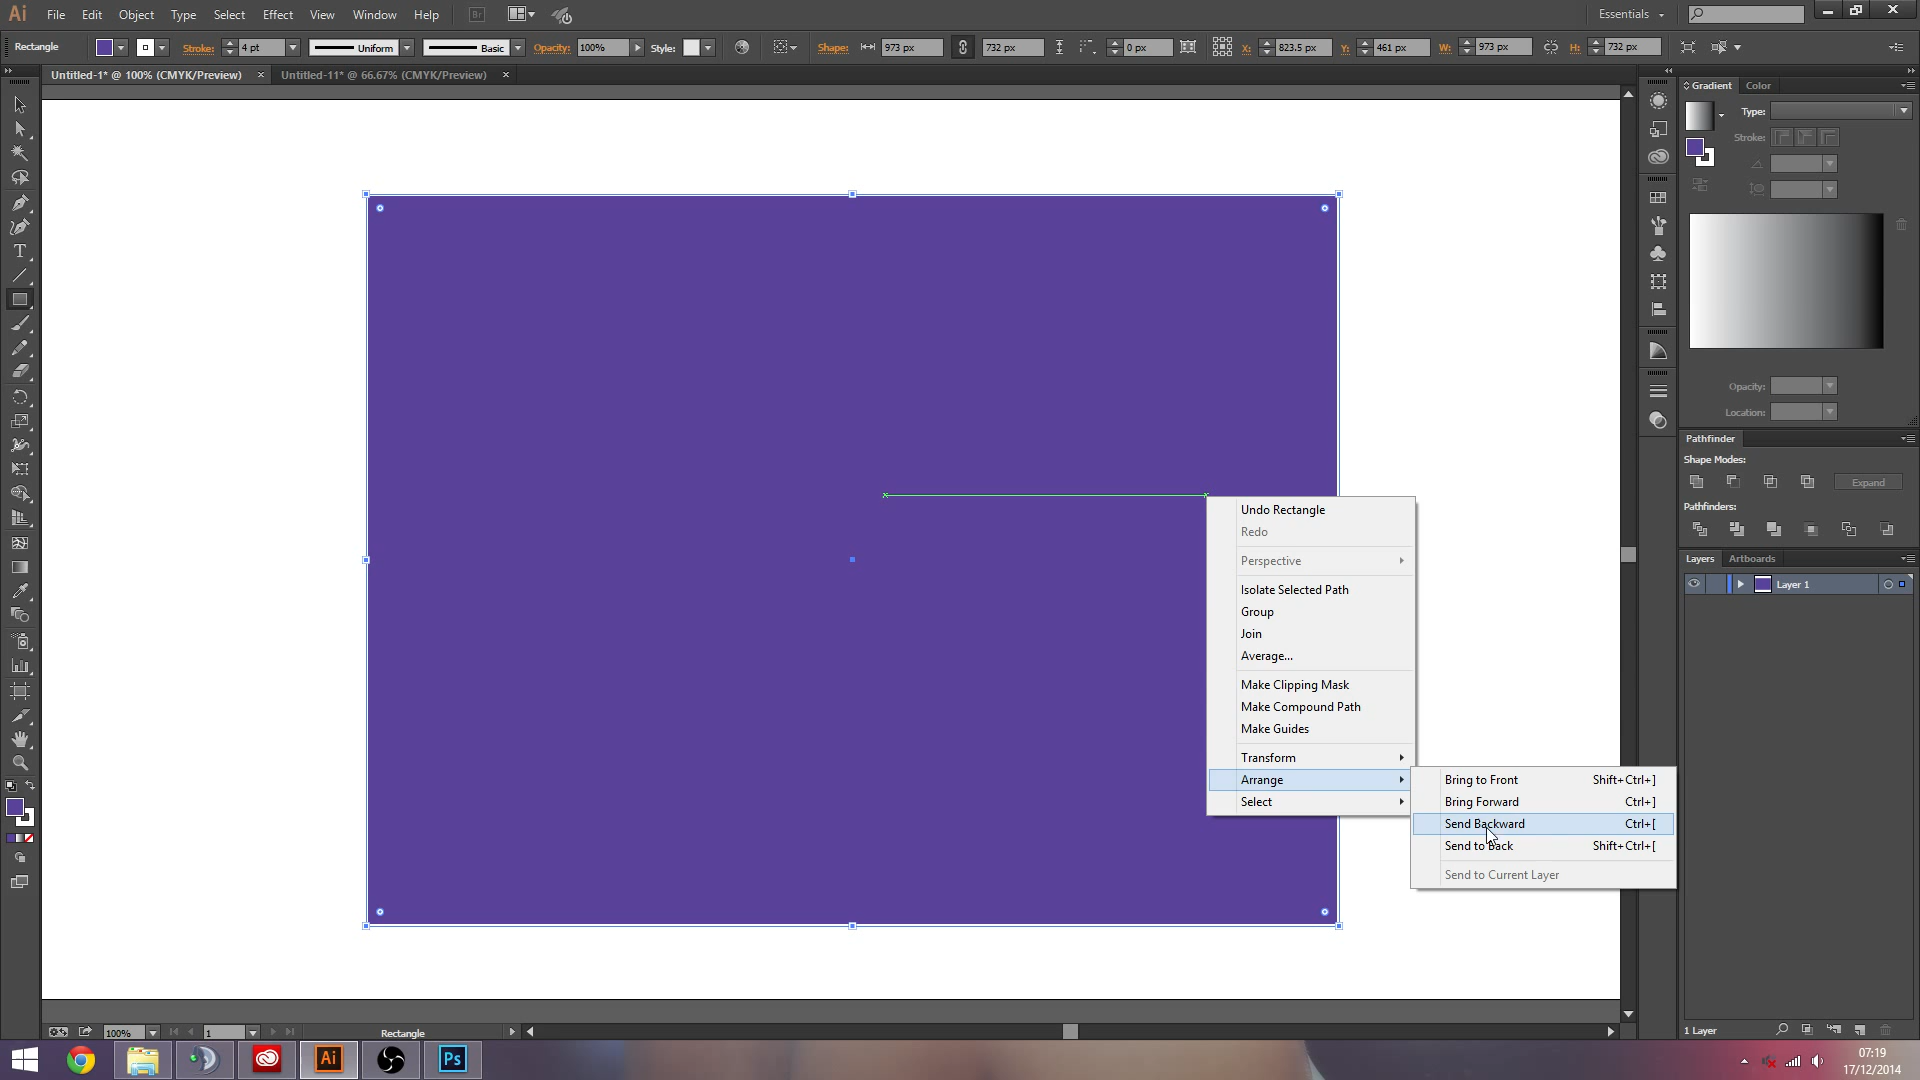 Ai File Edit Object Type Select Effect View Window Help Br Essentials
Rectangle Stroke: 4 pt Uniform Basic Opacity: 100% Style: Shape: 973 px 732 px 0 px X: 823.5 px Y: 461 px W: 973 px H: 732 px
Untitled-1* @ 100% (CMYK/Preview) × Untitled-11* @ 66.67% (CMYK/Preview) ×
Gradient Color
Type:
Stroke:
Opacity:
Location:
Pathfinder
Shape Modes:
Expand
Pathfinders:
Layers Artboards
Layer 1
Undo Rectangle
Redo
Perspective
Isolate Selected Path
Group
Join
Average...
Make Clipping Mask
Make Compound Path
Make Guides
Transform
Arrange
Select
Bring to Front Shift+Ctrl+]
Bring Forward Ctrl+]
Send Backward Ctrl+[
Send to Back Shift+Ctrl+[
Send to Current Layer
100% 1 Rectangle
1 Layer
Ai Ps
07:19
17/12/2014